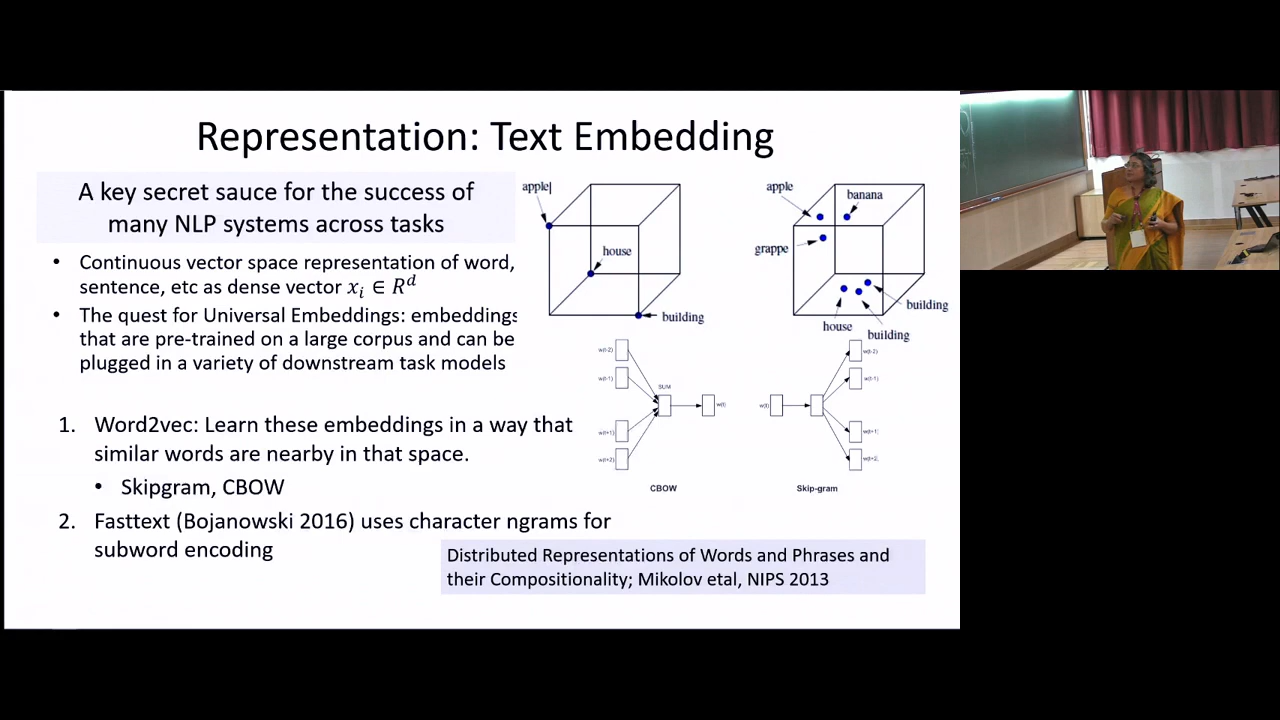 Representation: Text Embedding
A key secret sauce for the success of
many NLP systems across tasks
• Continuous vector space representation of word,
sentence, etc as dense vector xᵢ ∈ Rᵈ
• The quest for Universal Embeddings: embeddings
that are pre-trained on a large corpus and can be
plugged in a variety of downstream task models
1. Word2vec: Learn these embeddings in a way that
similar words are nearby in that space.
• Skipgram, CBOW
2. Fasttext (Bojanowski 2016) uses character ngrams for
subword encoding
apple|
house
building
apple
banana
grappe
building
house
building
w(t-2)
w(t-1)
SUM
w(t)
w(t+1)
w(t+2)
CBOW
w(t-2)
w(t-1)
w(t)
w(t+1)
w(t+2)
Skip-gram
Distributed Representations of Words and Phrases and
their Compositionality; Mikolov etal, NIPS 2013